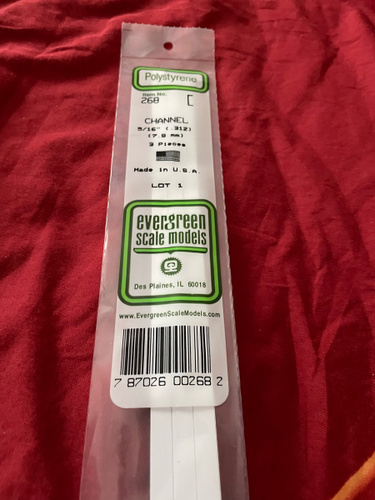 Polystyrene
Item No.
268
CHANNEL
5/16" (.312)
(7.9 mm)
3 Pieces
Made in U.S.A.
LOT 1
evergreen
scale models
Des Plaines, IL 60018
www.EvergreenScaleModels.com
7 87026 00268 2